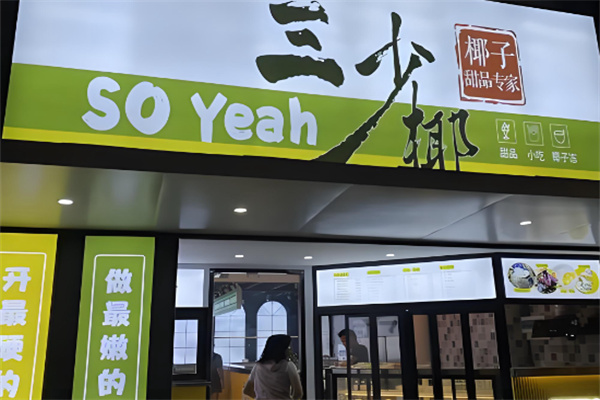 三少椰
椰子
甜品专家
SO Yeah
甜品 小吃 椰子冻
开最硬的
做最嫩的